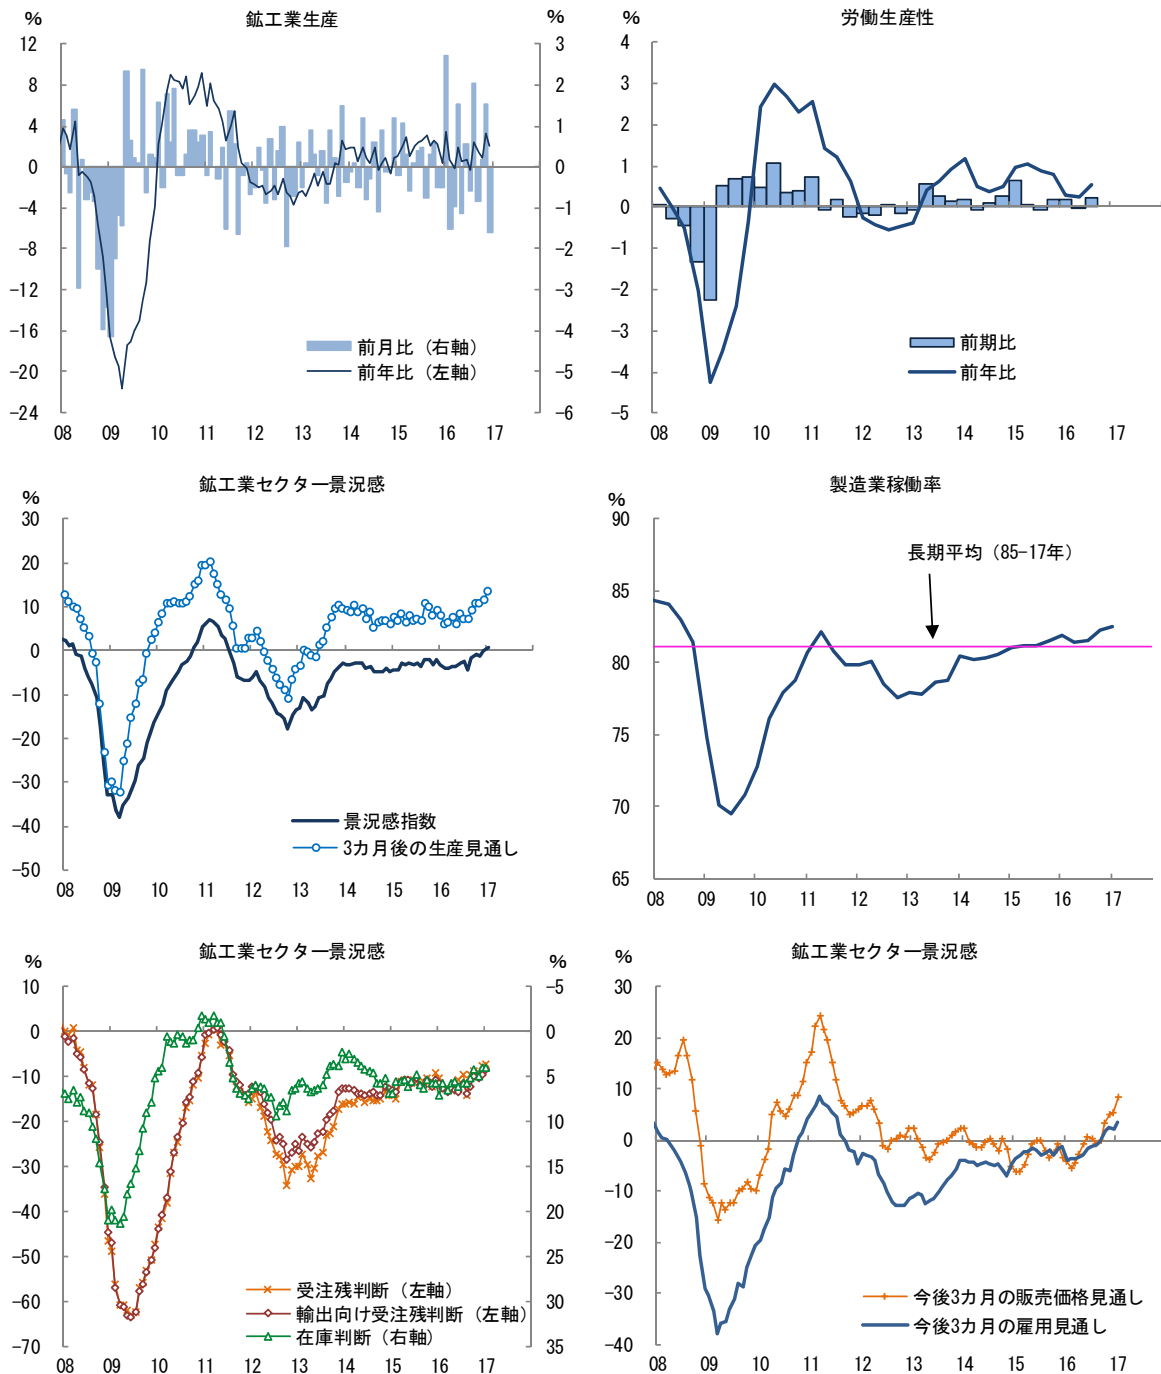 鉱工業生産
% %
12 3
8 2
4 1
0 0
-4 -1
-8 -2
-12 -3
-16 -4
-20 -5
-24 -6
前月比（右軸）
前年比（左軸）
08 09 10 11 12 13 14 15 16 17
労働生産性
%
4
3
2
1
0
-1
-2
-3
-4
-5
前期比
前年比
08 09 10 11 12 13 14 15 16 17
鉱工業セクター景況感
%
30
20
10
0
-10
-20
-30
-40
-50
景況感指数
3カ月後の生産見通し
08 09 10 11 12 13 14 15 16 17
製造業稼働率
%
90
85
80
75
70
65
長期平均（85-17年）
08 09 10 11 12 13 14 15 16 17
鉱工業セクター景況感
% %
10 -5
0 0
-10 5
-20 10
-30 15
-40 20
-50 25
-60 30
-70 35
受注残判断（左軸）
輸出向け受注残判断（左軸）
在庫判断（右軸）
08 09 10 11 12 13 14 15 16 17
鉱工業セクター景況感
%
30
20
10
0
-10
-20
-30
-40
今後3カ月の販売価格見通し
今後3カ月の雇用見通し
08 09 10 11 12 13 14 15 16 17